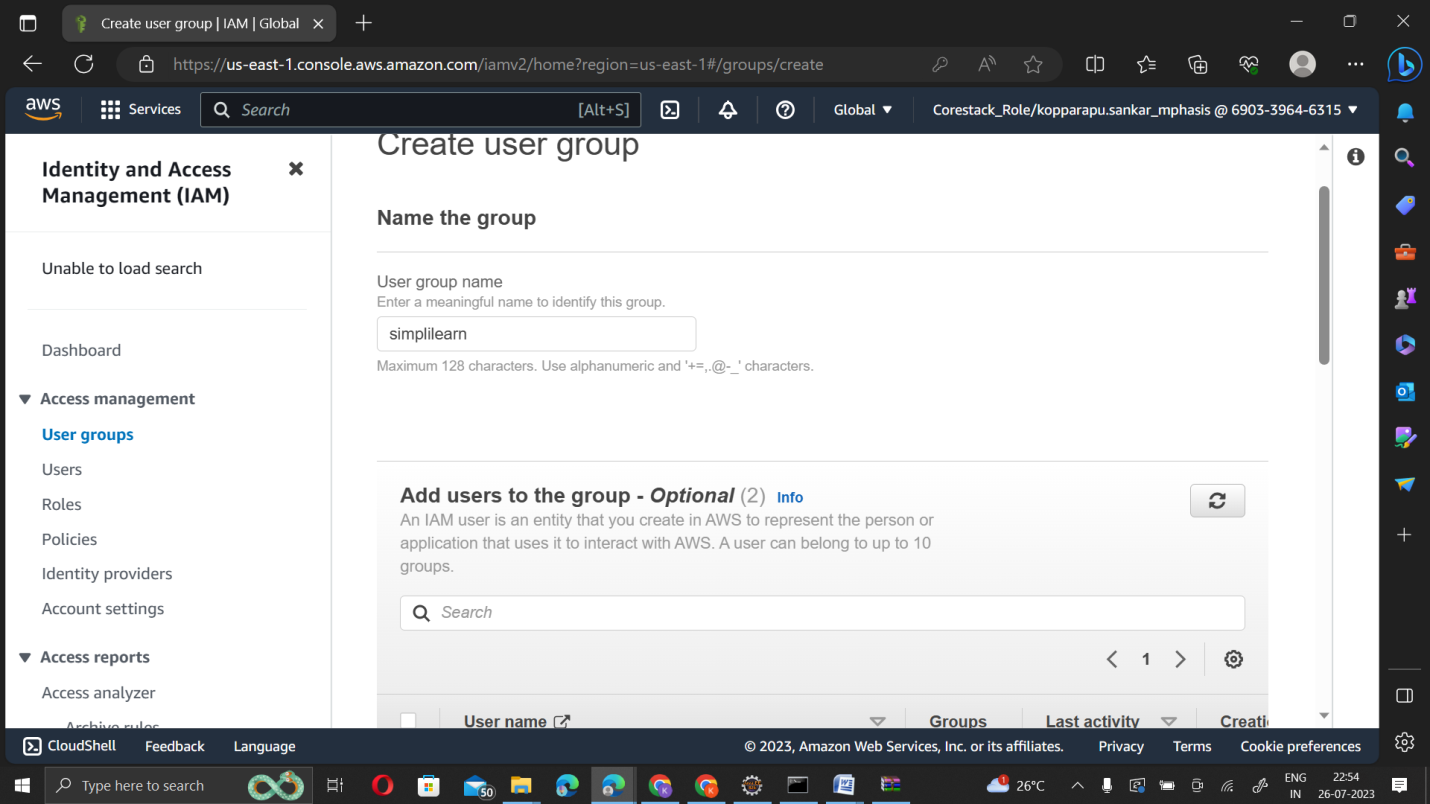 Create user group | IAM | Global
https://us-east-1.console.aws.amazon.com/iamv2/home?region=us-east-1#/groups/create
aws
Services
Search
[Alt+S]
Global
Corestack_Role/kopparapu.sankar_mphasis @ 6903-3964-6315
Identity and Access
Management (IAM)
Unable to load search
Dashboard
Access management
User groups
Users
Roles
Policies
Identity providers
Account settings
Access reports
Access analyzer
Archive rules
Create user group
Name the group
User group name
Enter a meaningful name to identify this group.
simplilearn
Maximum 128 characters. Use alphanumeric and '+=,.@-_' characters.
Add users to the group - Optional (2) Info
An IAM user is an entity that you create in AWS to represent the person or
application that uses it to interact with AWS. A user can belong to up to 10
groups.
Search
1
User name
Groups
Last activity
Creati
CloudShell
Feedback
Language
© 2023, Amazon Web Services, Inc. or its affiliates.
Privacy
Terms
Cookie preferences
Type here to search
50
1
26°C
ENG
IN
22:54
26-07-2023